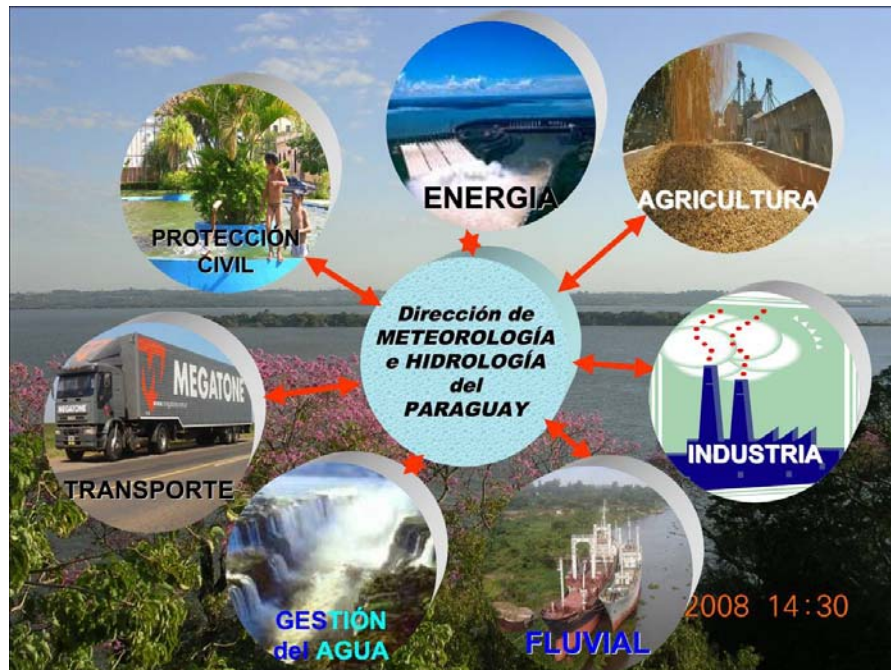 ENERGIA
AGRICULTURA
PROTECCIÓN
CIVIL
Dirección de
METEOROLOGÍA
e HIDROLOGÍA
del
PARAGUAY
MEGATONE
MEGATONE
TRANSPORTE
INDUSTRIA
GESTIÓN
del AGUA
FLUVIAL
2008 14:30